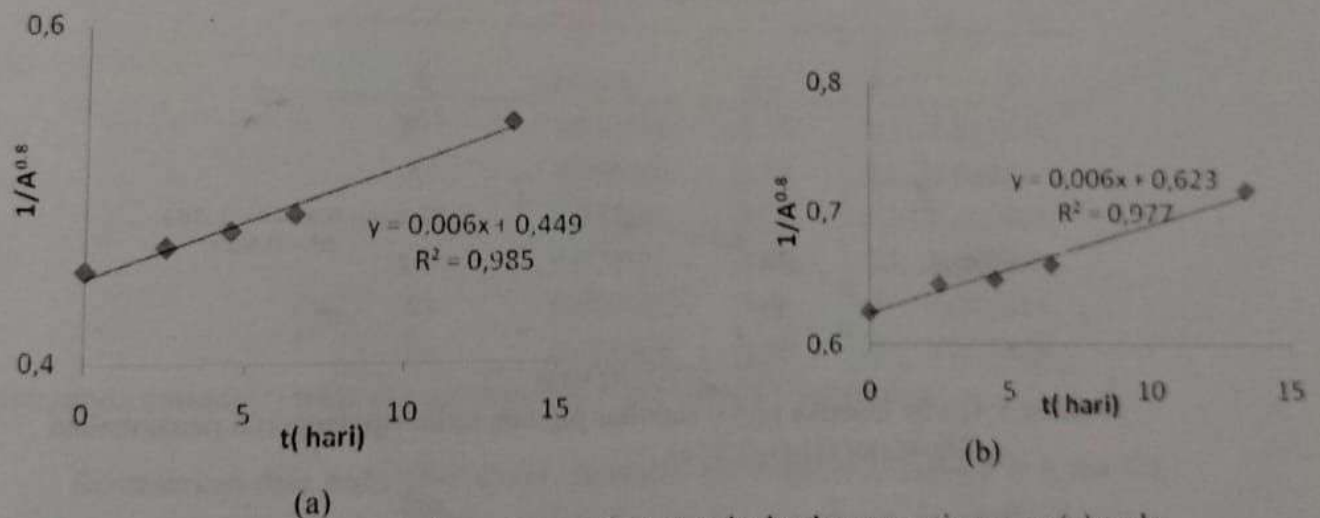 0,6
1/A^0.8
y = 0.006x + 0,449
R² = 0,985
0,4
0 5 10 15
t( hari)
(a)
0,8
1/A^0.8
y = 0,006x + 0,623
0,7
R² = 0,977
0,6
0 5 10 15
t( hari)
(b)